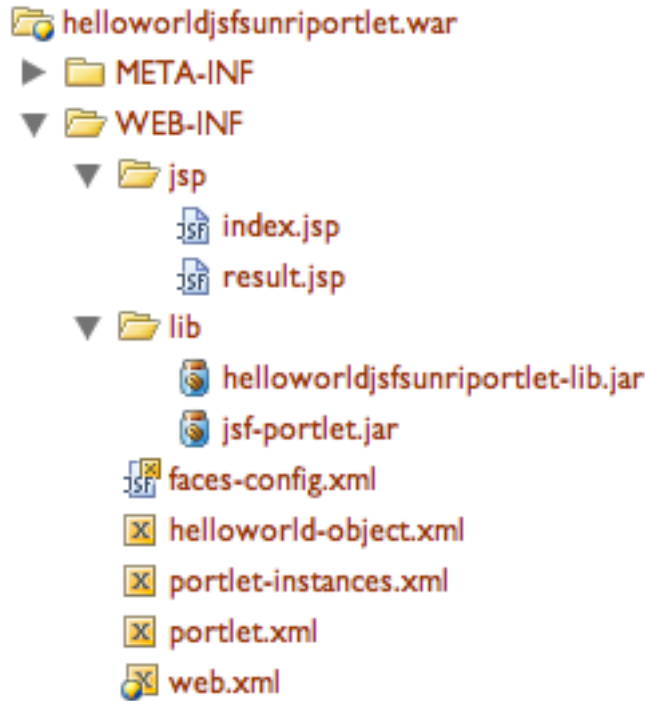 helloworldjsfsunriportlet.war
META-INF
WEB-INF
jsp
index.jsp
result.jsp
lib
helloworldjsfsunriportlet-lib.jar
jsf-portlet.jar
faces-config.xml
helloworld-object.xml
portlet-instances.xml
portlet.xml
web.xml